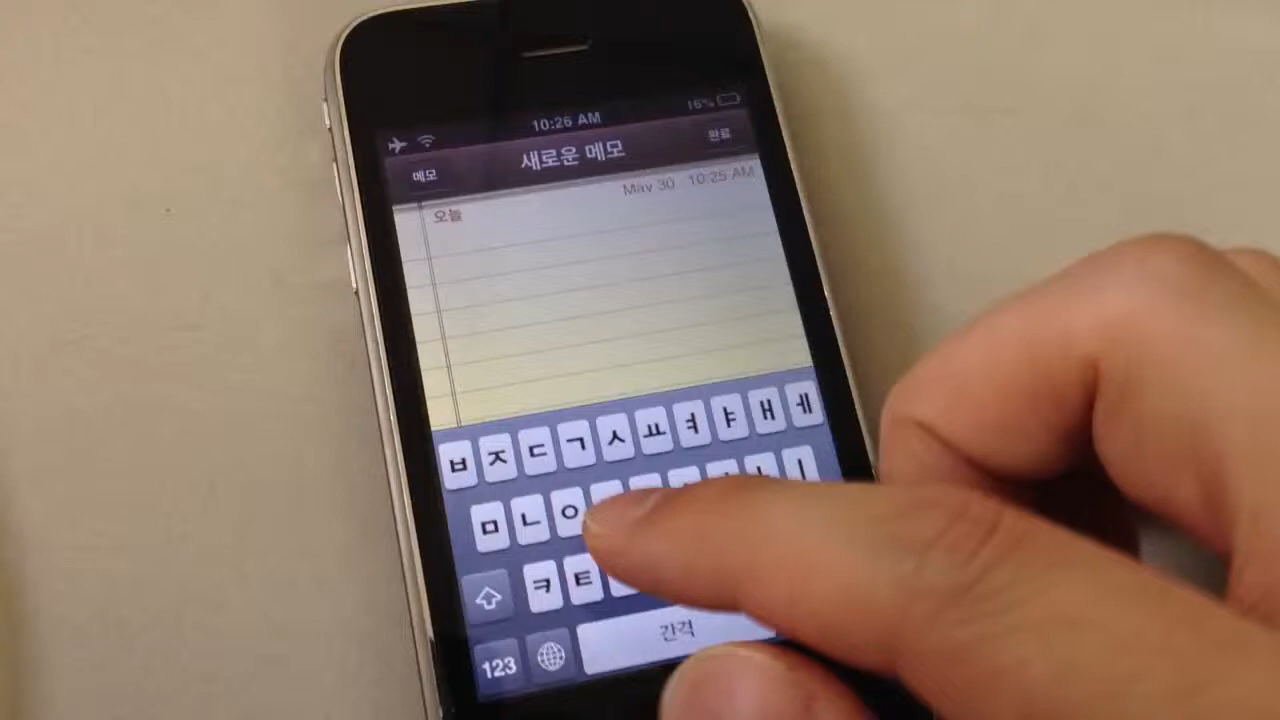 16%
10:26 AM
메모 새로운 메모 완료
May 30 10:25 AM
오늘
ㅂ ㅈ ㄷ ㄱ ㅅ ㅛ ㅕ ㅑ ㅐ ㅔ
ㅁ ㄴ ㅇ ㅣ
ㅋ ㅌ
123 간격